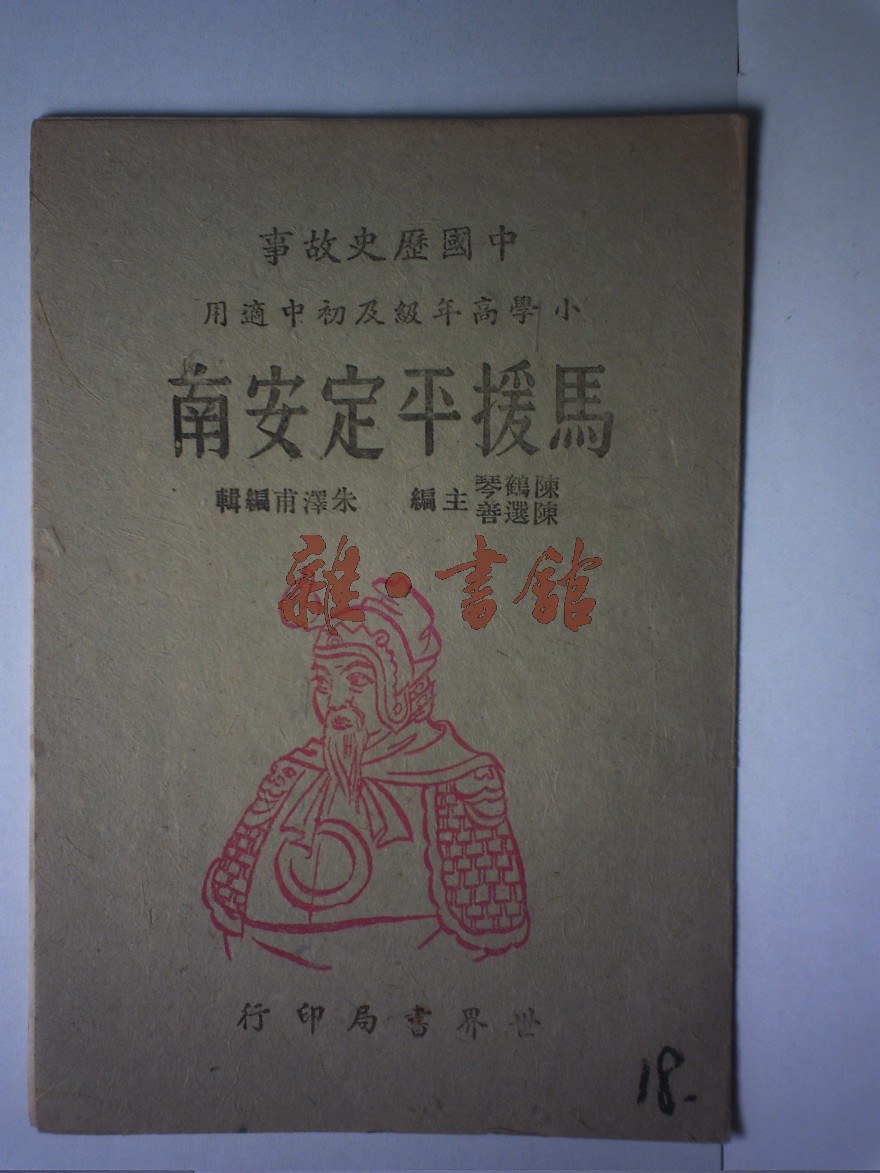 中國歷史故事
小學高年級及初中適用
馬援平定安南
陳鶴琴
陳選善
主編
朱澤甫編輯
雜·書館
世界書局印行
18.-